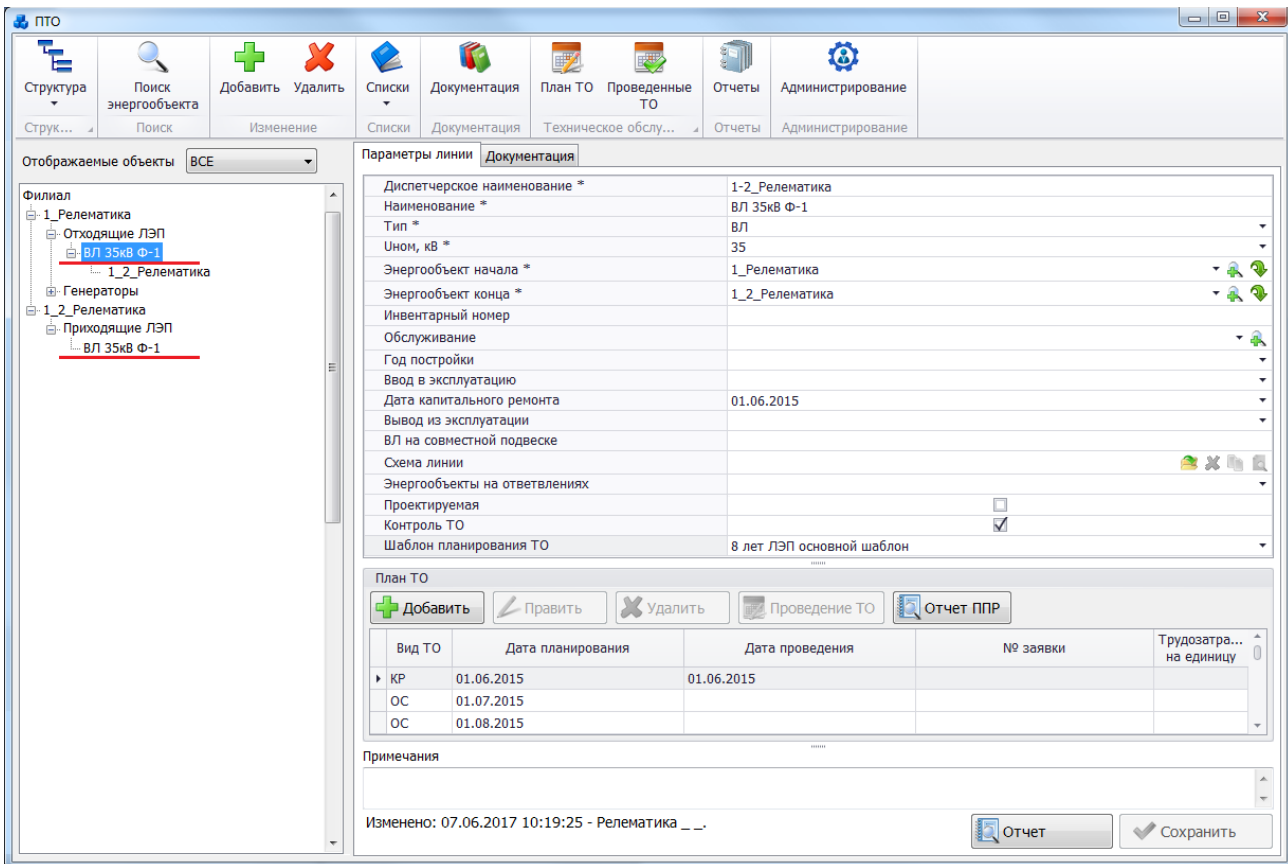 ПТО
Структура
Поиск энергообъекта
Добавить
Удалить
Списки
Документация
План ТО
Проведенные ТО
Отчеты
Администрирование
Струк...
Поиск
Изменение
Списки
Документация
Техническое обслу...
Отчеты
Администрирование
Отображаемые объекты ВСЕ
Филиал
1_Релематика
Отходящие ЛЭП
ВЛ 35кВ Ф-1
1_2_Релематика
Генераторы
1_2_Релематика
Приходящие ЛЭП
ВЛ 35кВ Ф-1
Параметры линии Документация
Диспетчерское наименование * 1-2_Релематика
Наименование * ВЛ 35кВ Ф-1
Тип * ВЛ
Uном, кВ * 35
Энергообъект начала * 1_Релематика
Энергообъект конца * 1_2_Релематика
Инвентарный номер
Обслуживание
Год постройки
Ввод в эксплуатацию
Дата капитального ремонта 01.06.2015
Вывод из эксплуатации
ВЛ на совместной подвеске
Схема линии
Энергообъекты на ответвлениях
Проектируемая
Контроль ТО
Шаблон планирования ТО 8 лет ЛЭП основной шаблон
План ТО
Добавить Править Удалить Проведение ТО Отчет ППР
Вид ТО Дата планирования Дата проведения № заявки Трудозатра... на единицу
КР 01.06.2015 01.06.2015
ОС 01.07.2015
ОС 01.08.2015
Примечания
Изменено: 07.06.2017 10:19:25 - Релематика _ _.
Отчет Сохранить